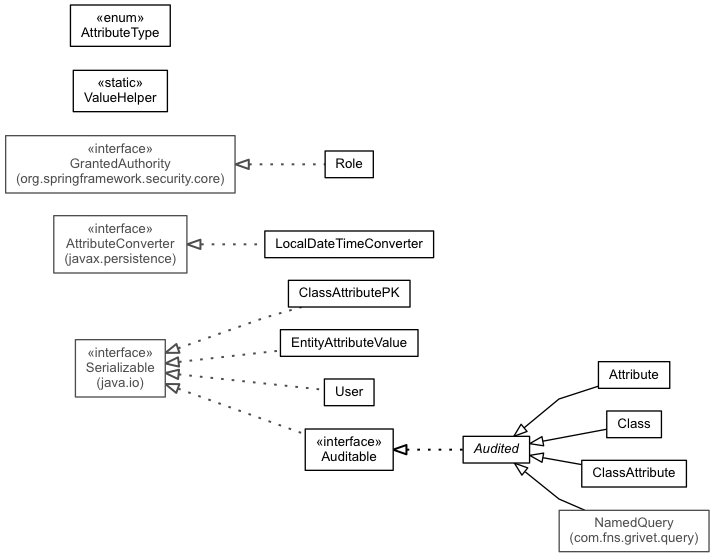 «enum»
AttributeType
«static»
ValueHelper
«interface»
GrantedAuthority
(org.springframework.security.core)
Role
«interface»
AttributeConverter
(javax.persistence)
LocalDateTimeConverter
ClassAttributePK
EntityAttributeValue
«interface»
Serializable
(java.io)
User
«interface»
Auditable
Audited
Attribute
Class
ClassAttribute
NamedQuery
(com.fns.grivet.query)